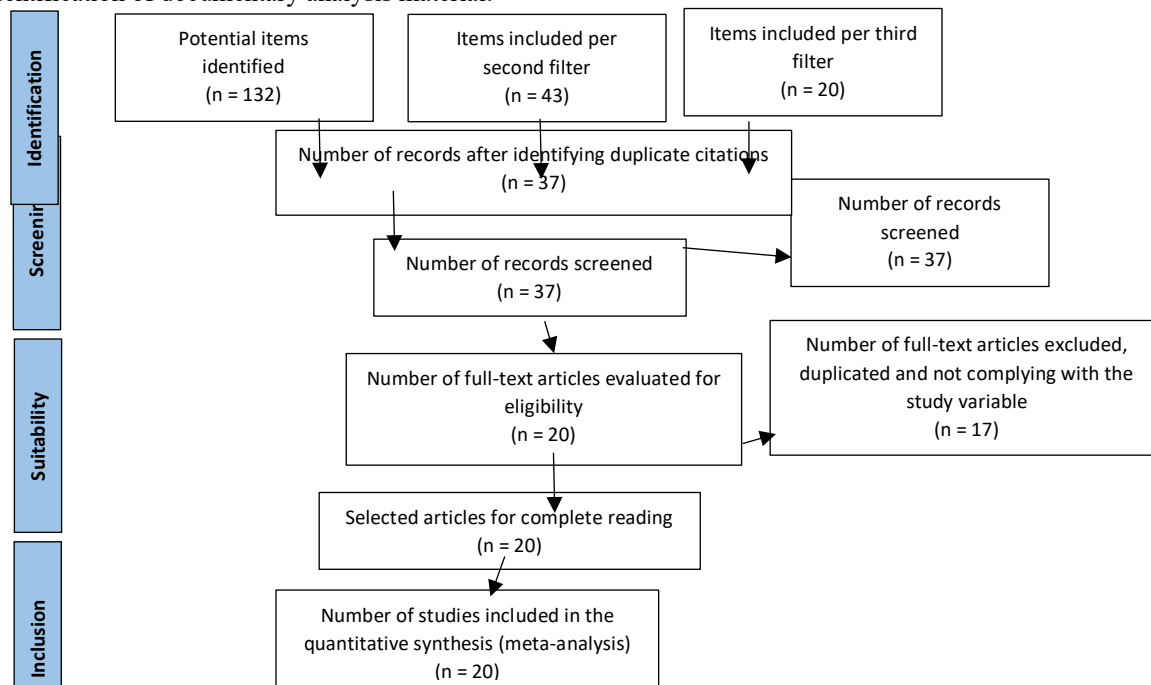 Identification
Potential items
identified
(n = 132)
Items included per
second filter
(n = 43)
Items included per third
filter
(n = 20)
Number of records after identifying duplicate citations
(n = 37)
Screenin
Number of records screened
(n = 37)
Number of records
screened
(n = 37)
Suitability
Number of full-text articles evaluated for
eligibility
(n = 20)
Number of full-text articles excluded,
duplicated and not complying with the
study variable
(n = 17)
Selected articles for complete reading
(n = 20)
Inclusion
Number of studies included in the
quantitative synthesis (meta-analysis)
(n = 20)